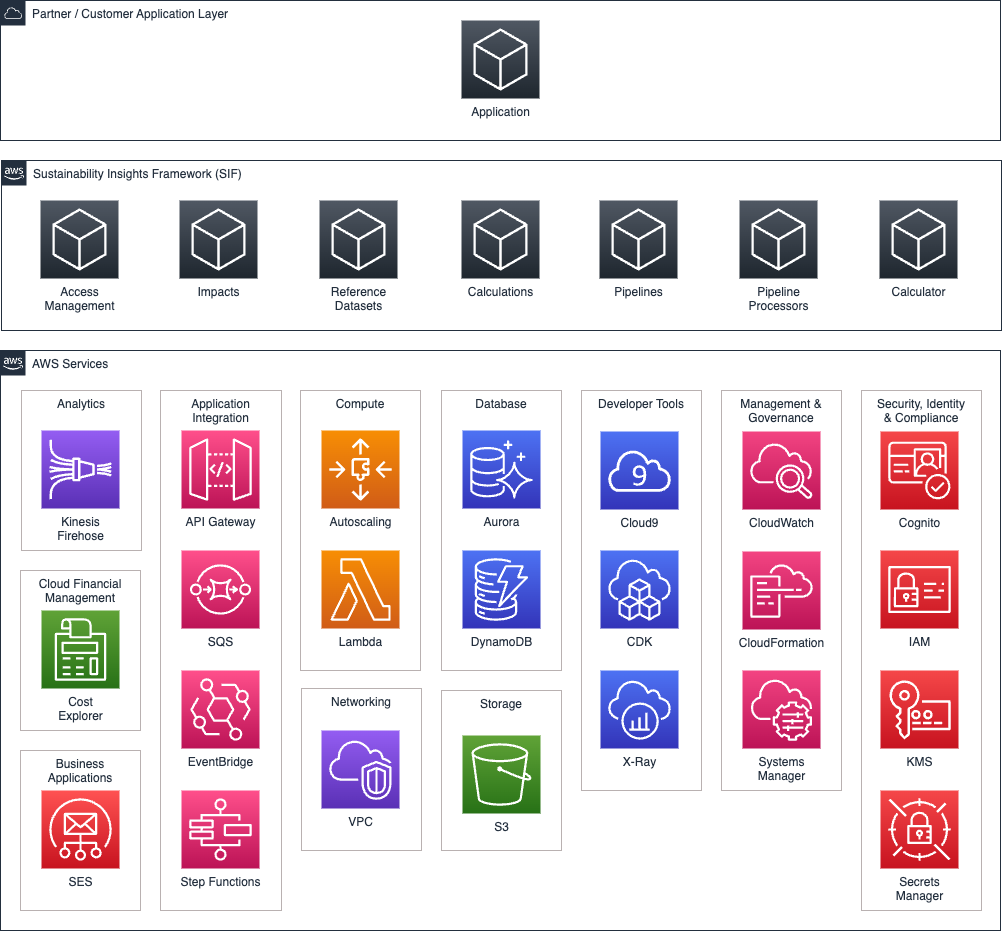 Partner / Customer Application Layer
Application
aws
Sustainability Insights Framework (SIF)
Access
Management
Impacts
Reference
Datasets
Calculations
Pipelines
Pipeline
Processors
Calculator
aws
AWS Services
Analytics
Kinesis
Firehose
Cloud Financial
Management
Cost
Explorer
Business
Applications
SES
Application
Integration
</>
API Gateway
SQS
EventBridge
Step Functions
Compute
Autoscaling
Lambda
Networking
VPC
Database
Aurora
DynamoDB
Storage
S3
Developer Tools
9
Cloud9
CDK
X-Ray
Management &
Governance
CloudWatch
CloudFormation
Systems
Manager
Security, Identity
& Compliance
Cognito
IAM
KMS
Secrets
Manager